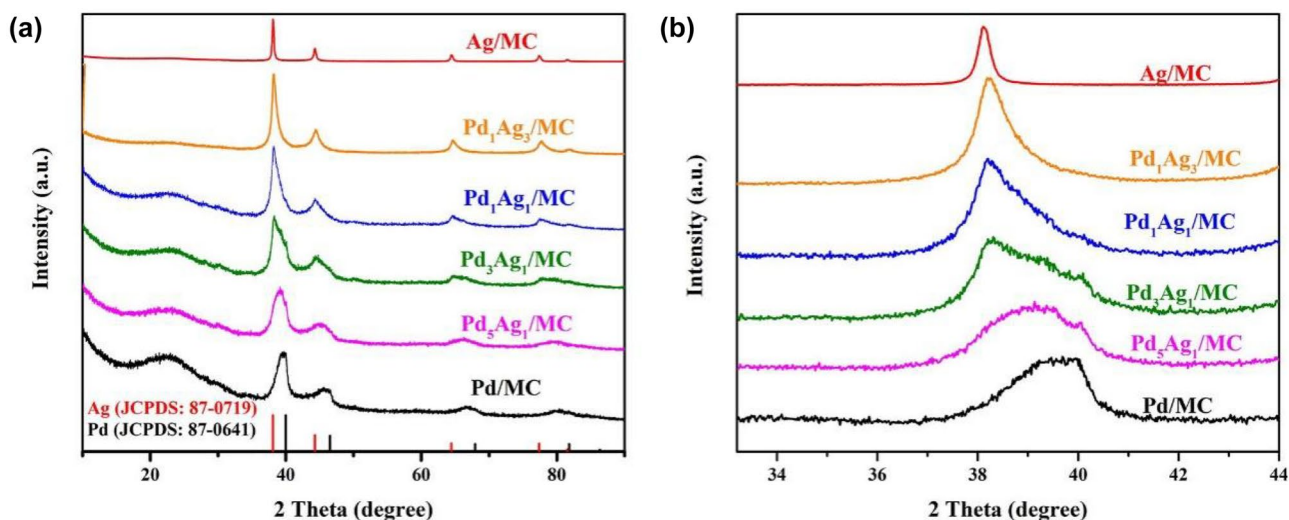 (a)
Intensity (a.u.)
Ag/MC
Pd₁Ag₃/MC
Pd₁Ag₁/MC
Pd₃Ag₁/MC
Pd₅Ag₁/MC
Pd/MC
Ag (JCPDS: 87-0719)
Pd (JCPDS: 87-0641)
20 40 60 80
2 Theta (degree)
(b)
Intensity (a.u.)
Ag/MC
Pd₁Ag₃/MC
Pd₁Ag₁/MC
Pd₃Ag₁/MC
Pd₅Ag₁/MC
Pd/MC
34 36 38 40 42 44
2 Theta (degree)